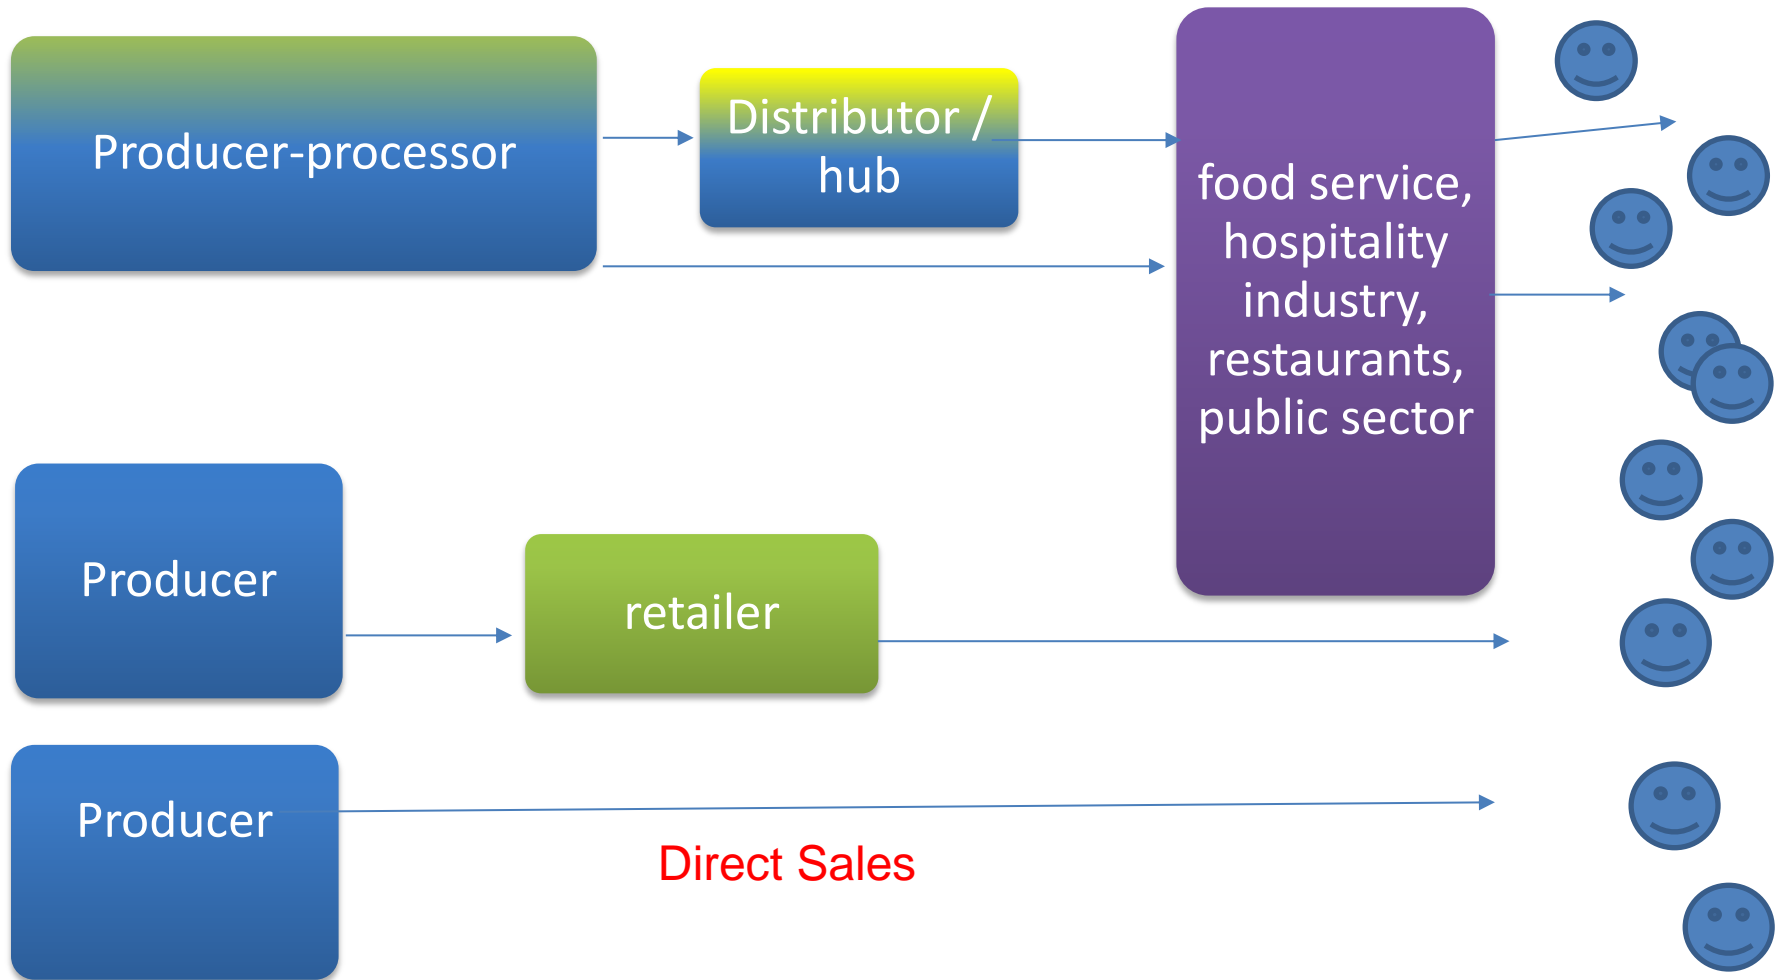 Producer-processor
Distributor /
hub
food service,
hospitality
industry,
restaurants,
public sector
Producer
retailer
Producer
Direct Sales